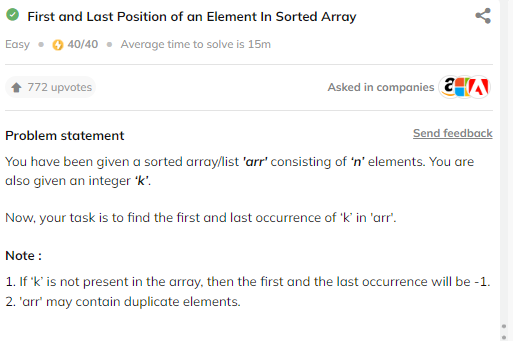 First and Last Position of an Element In Sorted Array
Easy • 40/40 • Average time to solve is 15m
772 upvotes
Asked in companies
Problem statement
Send feedback
You have been given a sorted array/list 'arr' consisting of ‘n’ elements. You are
also given an integer ‘k’.
Now, your task is to find the first and last occurrence of ‘k’ in 'arr'.
Note :
1. If ‘k’ is not present in the array, then the first and the last occurrence will be -1.
2. 'arr' may contain duplicate elements.